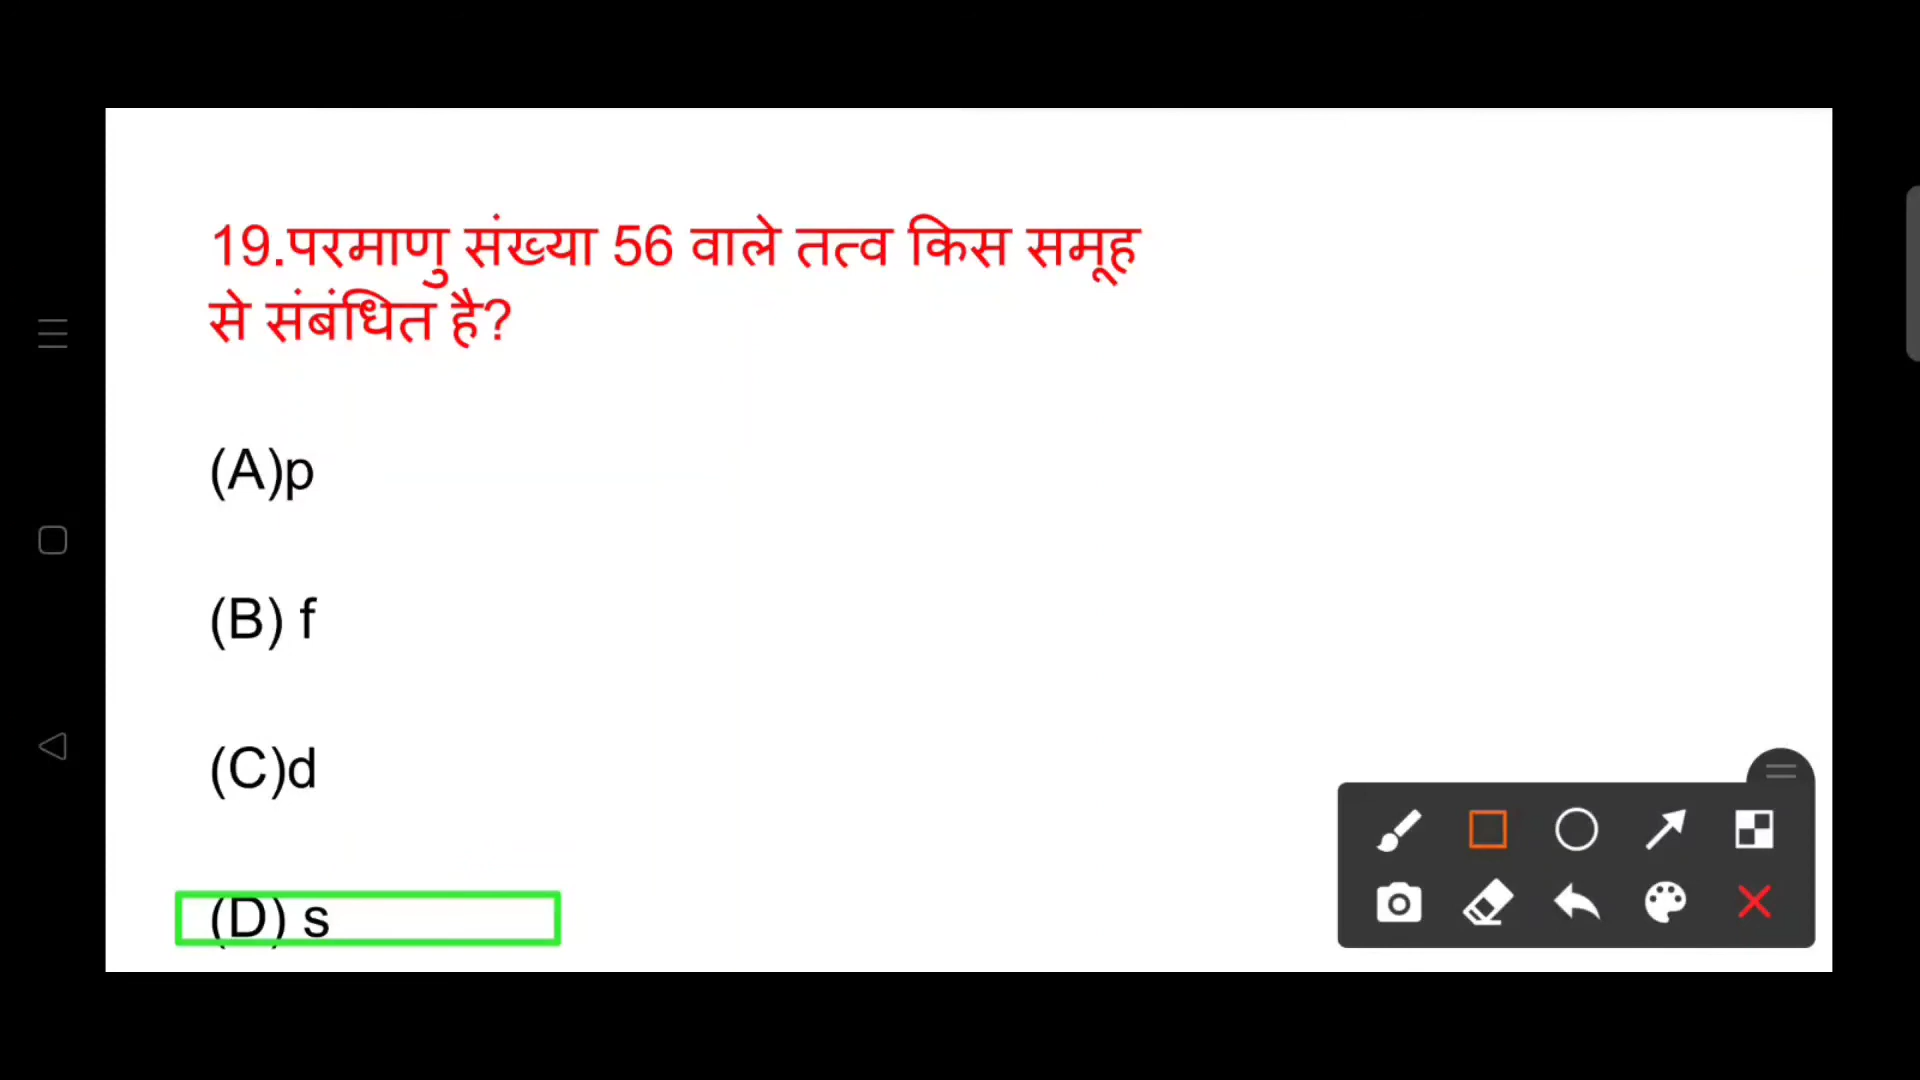 19.परमाणु संख्या 56 वाले तत्व किस समूह
से संबंधित है?
(A)p
(B) f
(C)d
(D) s